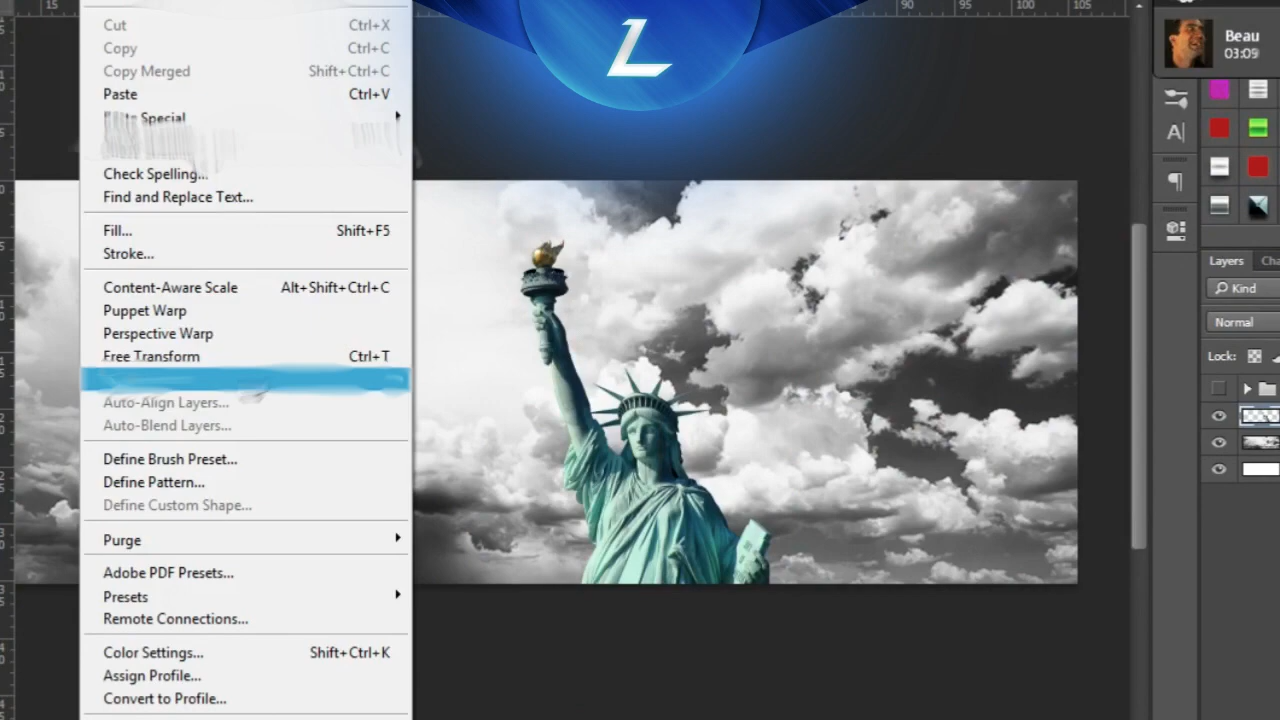 15
90
95
100
105
Cut Ctrl+X
Copy Ctrl+C
Copy Merged Shift+Ctrl+C
Paste Ctrl+V
Special
Check Spelling...
Find and Replace Text...
Fill... Shift+F5
Stroke...
Content-Aware Scale Alt+Shift+Ctrl+C
Puppet Warp
Perspective Warp
Free Transform Ctrl+T
Auto-Align Layers...
Auto-Blend Layers...
Define Brush Preset...
Define Pattern...
Define Custom Shape...
Purge
Adobe PDF Presets...
Presets
Remote Connections...
Color Settings... Shift+Ctrl+K
Assign Profile...
Convert to Profile...
L
Beau
03:09
A
Layers Cha
Kind
Normal
Lock: